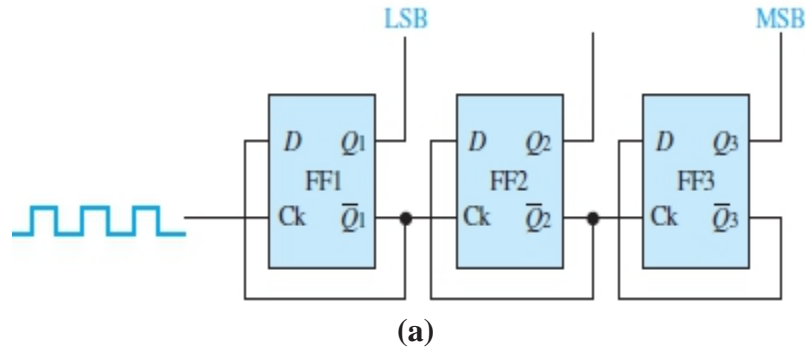 LSB MSB
D Q1 D Q2 D Q3
FF1 FF2 FF3
Ck Q̅1 Ck Q̅2 Ck Q̅3
(a)